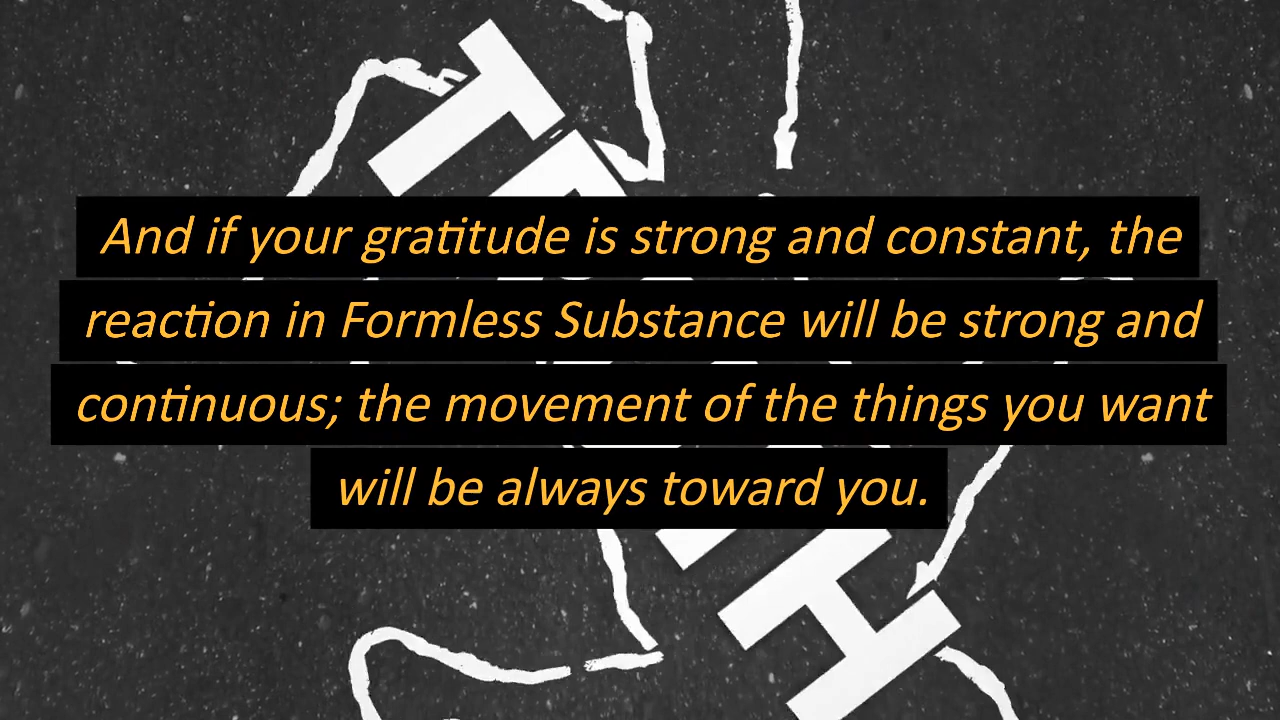 And if your gratitude is strong and constant, the
reaction in Formless Substance will be strong and
continuous; the movement of the things you want
will be always toward you.